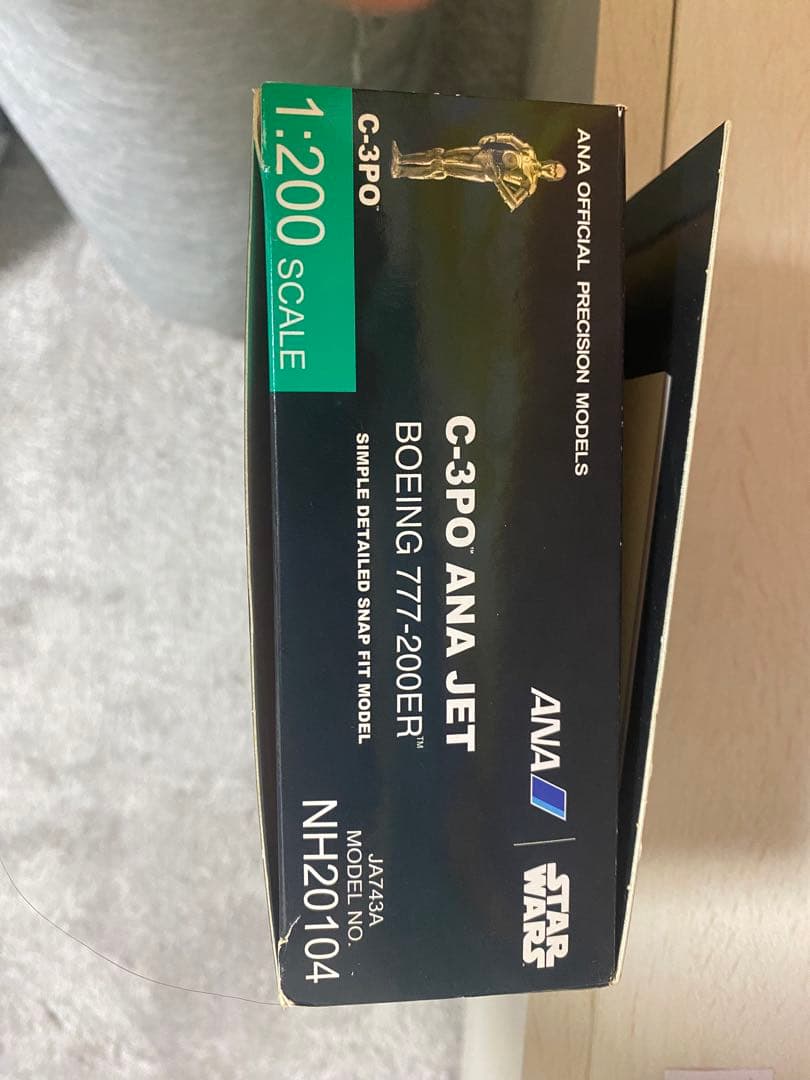 ANA OFFICIAL PRECISION MODELS
C-3PO™
1:200 SCALE
C-3PO™ ANA JET
BOEING 777-200ER™
SIMPLE DETAILED SNAP FIT MODEL
ANA
STAR
WARS
JA743A
MODEL NO.
NH20104